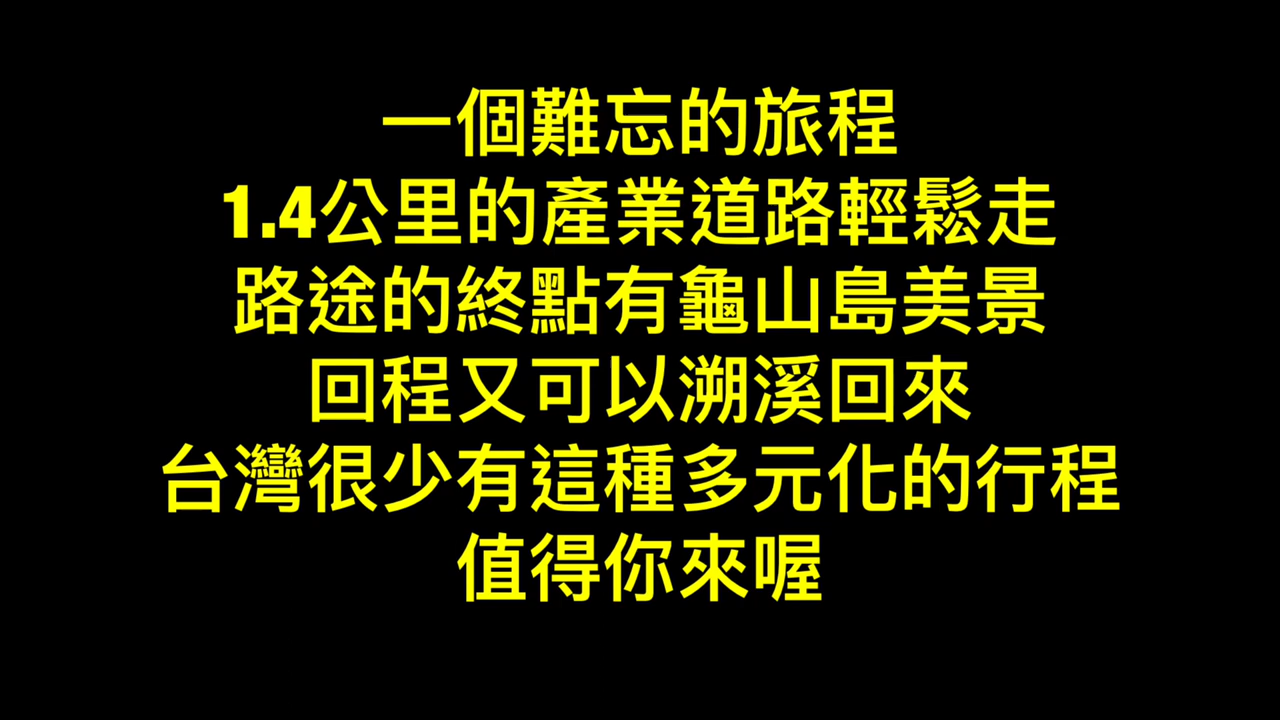 一個難忘的旅程
1.4公里的產業道路輕鬆走
路途的終點有龜山島美景
回程又可以溯溪回來
台灣很少有這種多元化的行程
值得你來喔